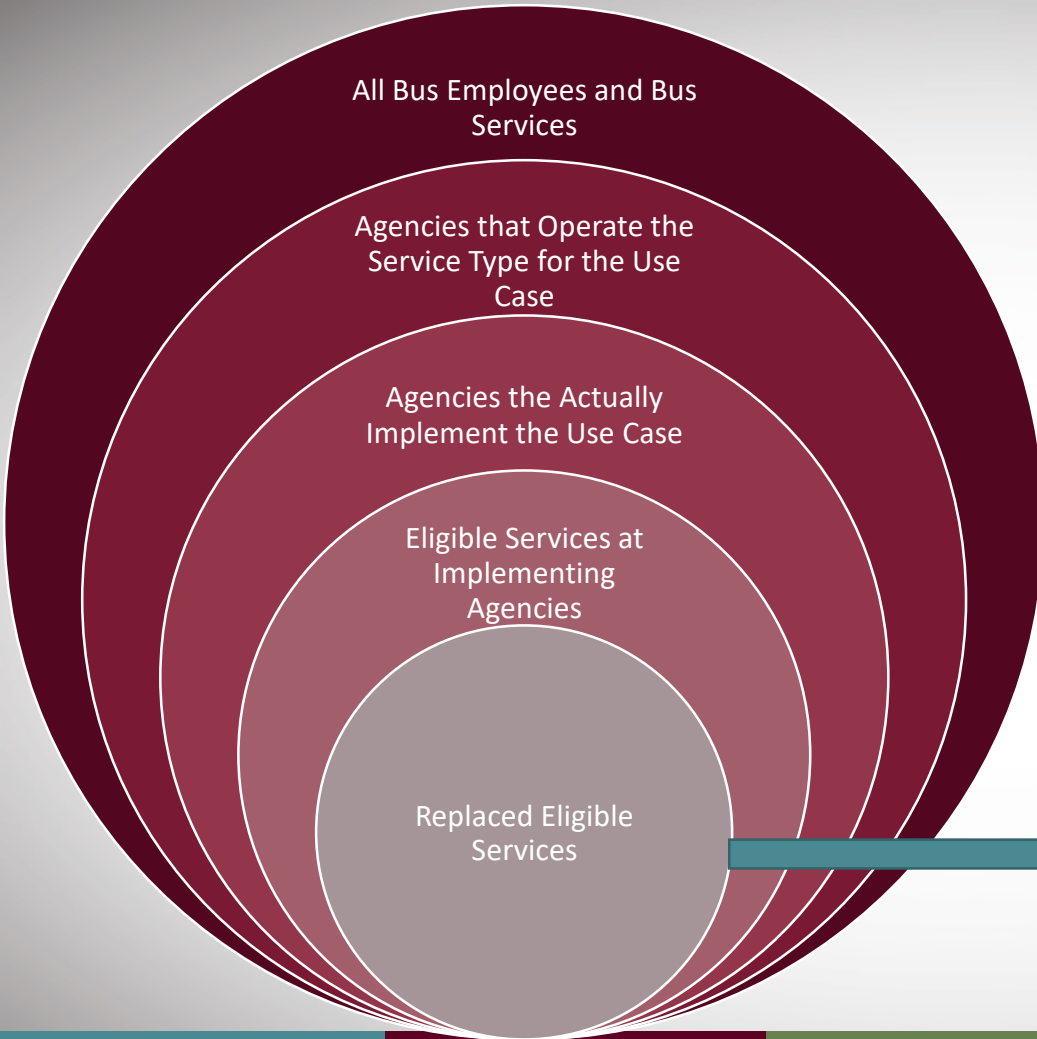 All Bus Employees and Bus
Services
Agencies that Operate the
Service Type for the Use
Case
Agencies the Actually
Implement the Use Case
Eligible Services at
Implementing
Agencies
Replaced Eligible
Services